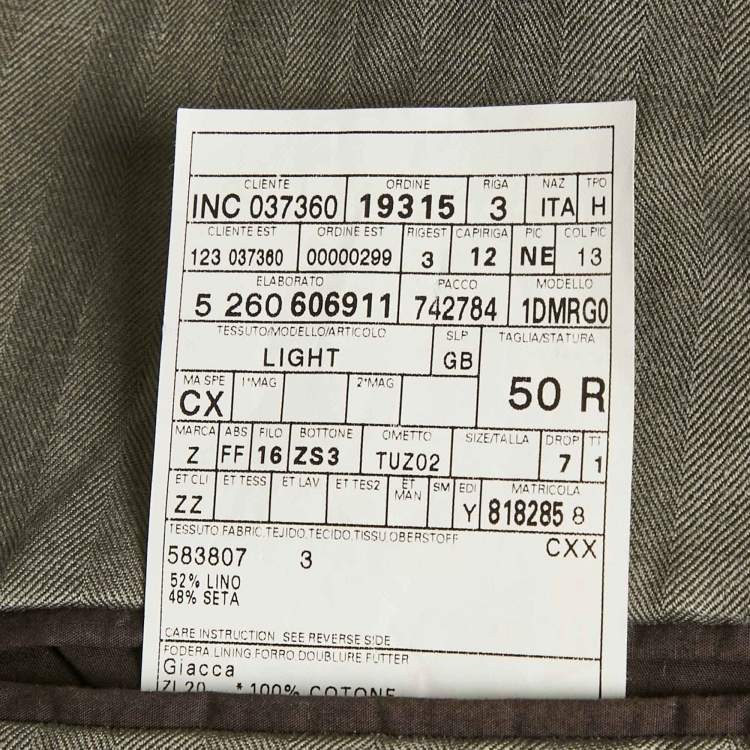 CLIENTE ORDINE RIGA NAZ TPO
INC 037360 19315 3 ITA H
CLIENTE EST ORDINE EST RIGEST CAPIRIGA PIC COL PIC
123 037360 00000299 3 12 NE 13
ELABORATO PACCO MODELLO
5 260 606911 742784 1DMRG0
TESSUTO/MODELLO/ARTICOLO SLP TAGLIA/STATURA
LIGHT GB 50 R
MA SPE 1°MAG 2°MAG
CX
MARCA ABS FILO BOTTONE OMETTO SIZE/TALLA DROP TI
Z FF 16 ZS3 TUZ02 7 1
ET CLI ET TESS ET LAV ET TES2 ET MAN SM EDI MATRICOLA
ZZ Y 818285 8
TESSUTO FABRIC,TEJIDO,TECIDO,TISSU,OBERSTOFF
583807 3 CXX
52% LINO
48% SETA
CARE INSTRUCTION SEE REVERSE SIDE
FODERA LINING FORRO,DOUBLURE FUTTER
Giacca
ZL20 *100% COTONE